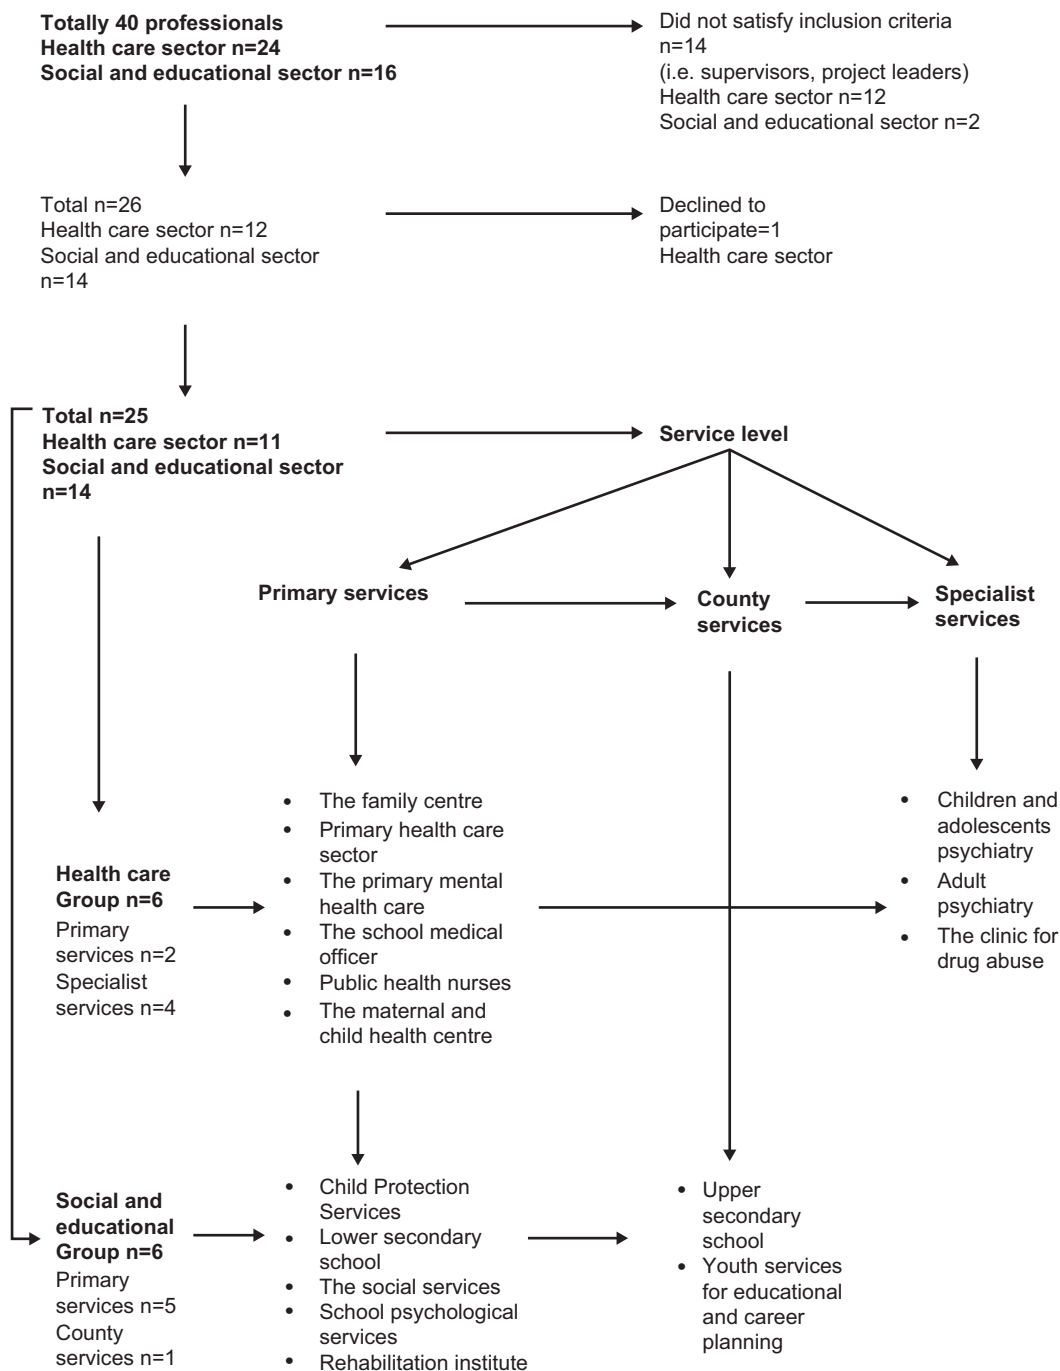 Totally 40 professionals
Health care sector n=24
Social and educational sector n=16
Did not satisfy inclusion criteria
n=14
(i.e. supervisors, project leaders)
Health care sector n=12
Social and educational sector n=2
Total n=26
Health care sector n=12
Social and educational sector
n=14
Declined to
participate=1
Health care sector
Total n=25
Health care sector n=11
Social and educational sector
n=14
Service level
Primary services
County
services
Specialist
services
Health care
Group n=6
Primary
services n=2
Specialist
services n=4
• The family centre
• Primary health care
sector
• The primary mental
health care
• The school medical
officer
• Public health nurses
• The maternal and
child health centre
• Children and
adolescents
psychiatry
• Adult
psychiatry
• The clinic for
drug abuse
Social and
educational
Group n=6
Primary
services n=5
County
services n=1
• Child Protection
Services
• Lower secondary
school
• The social services
• School psychological
services
• Rehabilitation institute
• Upper
secondary
school
• Youth services
for educational
and career
planning